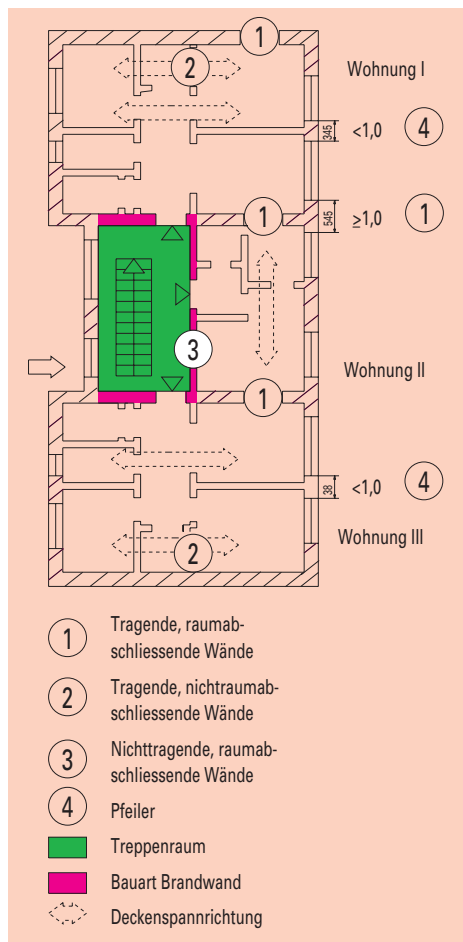 1
2
Wohnung I
345
<1,0
4
545
≥1,0
1
1
3
Wohnung II
1
38
<1,0
4
2
Wohnung III
1
Tragende, raumab-
schliessende Wände
2
Tragende, nichtraumab-
schliessende Wände
3
Nichttragende, raumab-
schliessende Wände
4
Pfeiler
Treppenraum
Bauart Brandwand
Deckenspannrichtung